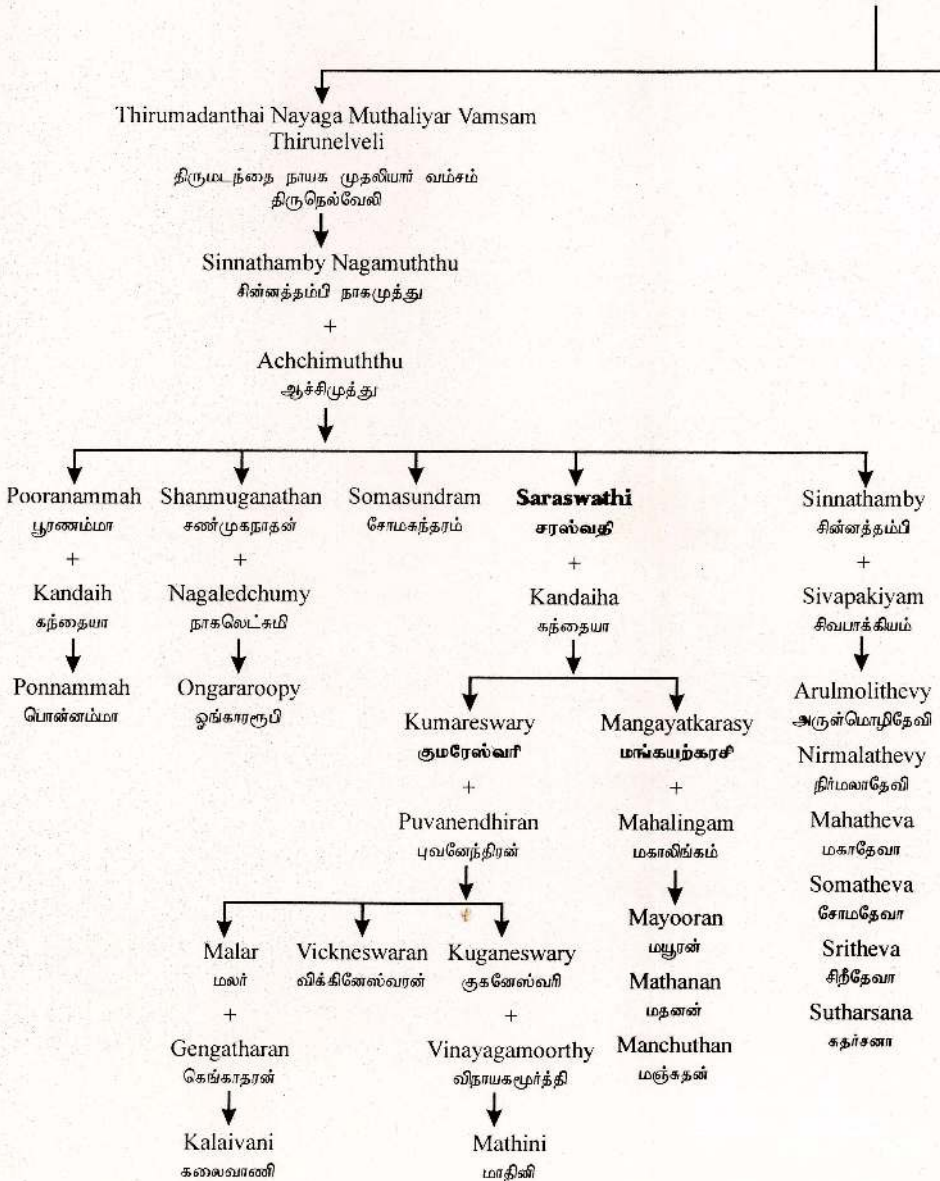 Thirumadanthai Nayaga Muthaliyar Vamsam
Thirunelveli
திருமடந்தை நாயக முதலியார் வம்சம்
திருநெல்வேலி
Sinnathamby Nagamuththu
சின்னத்தம்பி நாகமுத்து
+
Achchimuththu
ஆச்சிமுத்து
Pooranammah
பூரணம்மா
+
Kandaih
கந்தையா
Ponnammah
பொன்னம்மா
Shanmuganathan
சண்முகநாதன்
+
Nagaledchumy
நாகலெட்சுமி
Ongararoopy
ஓங்காரரூபி
Somasundram
சோமசுந்தரம்
Saraswathi
சரஸ்வதி
+
Kandaiha
கந்தையா
Kumareswary
குமரேஸ்வரி
+
Puvanendhiran
புவனேந்திரன்
Malar
மலர்
+
Gengatharan
கெங்காதரன்
Kalaivani
கலைவாணி
Vickneswaran
விக்கினேஸ்வரன்
Kuganeswary
குகனேஸ்வரி
+
Vinayagamoorthy
விநாயகமூர்த்தி
Mathini
மாதினி
Mangayatkarasy
மங்கயற்கரசி
+
Mahalingam
மகாலிங்கம்
Mayooran
மயூரன்
Mathanan
மதனன்
Manchuthan
மஞ்சுதன்
Sinnathamby
சின்னத்தம்பி
+
Sivapakiyam
சிவபாக்கியம்
Arulmolithevy
அருள்மொழிதேவி
Nirmalathevy
நிர்மலாதேவி
Mahatheva
மகாதேவா
Somatheva
சோமதேவா
Sritheva
சிறீதேவா
Sutharsana
சுதர்சனா